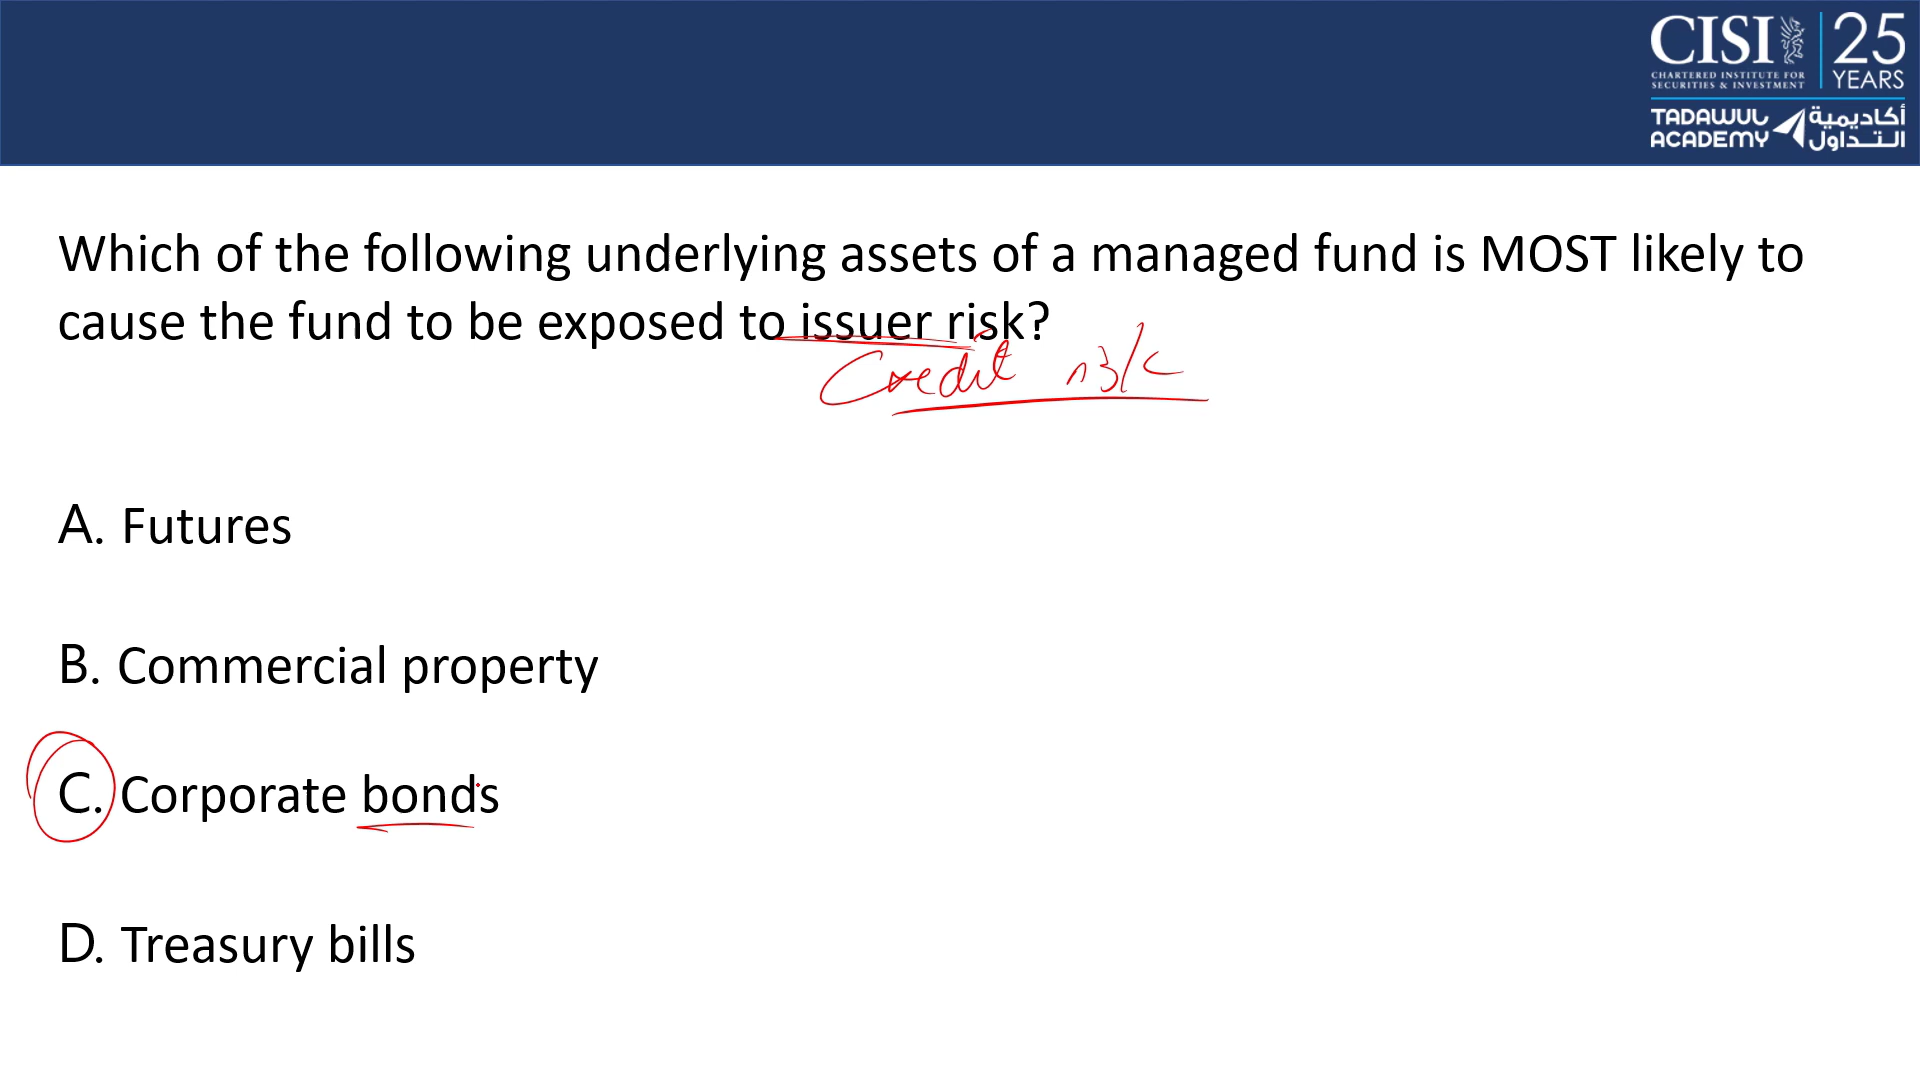 CISI
25
YEARS
CHARTERED INSTITUTE FOR
SECURITIES & INVESTMENT
TADAWUL
ACADEMY
أكاديمية
التداول
Which of the following underlying assets of a managed fund is MOST likely to
cause the fund to be exposed to issuer risk?
Credit risk
A. Futures
B. Commercial property
C. Corporate bonds
D. Treasury bills